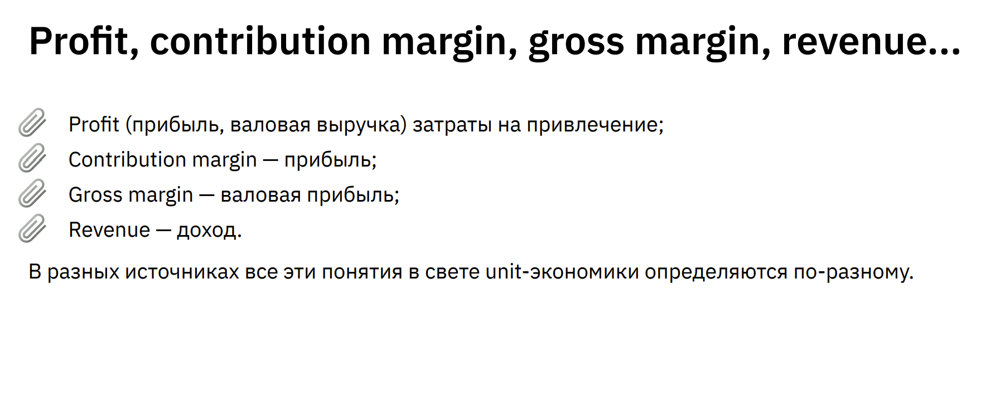 Profit, contribution margin, gross margin, revenue...
Profit (прибыль, валовая выручка) затраты на привлечение;
Contribution margin — прибыль;
Gross margin — валовая прибыль;
Revenue — доход.
В разных источниках все эти понятия в свете unit-экономики определяются по-разному.